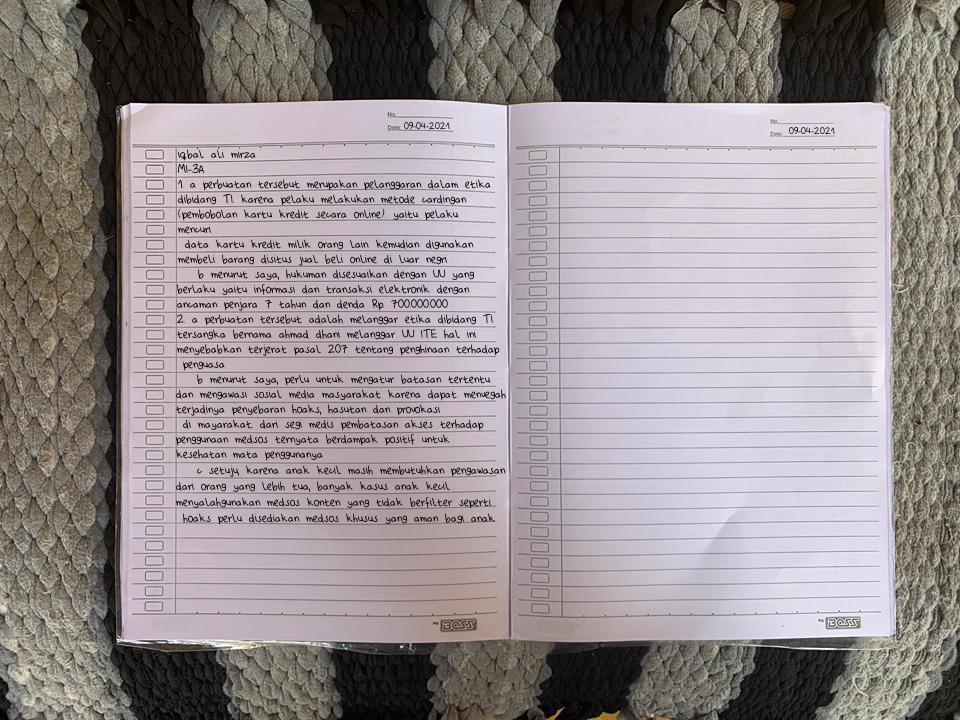 No.
Date: 09-04-2021
iqbal ali mirza
MI-3A
1 a perbuatan tersebut merupakan pelanggaran dalam etika
dibidang TI karena pelaku melakukan metode cardingan
(pembobolan kartu kredit secara online) yaitu pelaku
mencuri
data kartu kredit milik orang lain kemudian digunakan
membeli barang disitus jual beli online di luar negri
b menurut saya, hukuman disesuaikan dengan UU yang
berlaku yaitu informasi dan transaksi elektronik dengan
ancaman penjara 7 tahun dan denda Rp 700000000
2 a perbuatan tersebut adalah melanggar etika dibidang TI
tersangka bernama ahmad dhani melanggar UU ITE hal ini
menyebabkan terjerat pasal 207 tentang penghinaan terhadap
penguasa
b menurut saya, perlu untuk mengatur batasan tertentu
dan mengawasi sosial media masyarakat karena dapat mencegah
terjadinya penyebaran hoaks, hasutan dan provokasi
di mayarakat dari segi medis pembatasan akses terhadap
penggunaan medsos ternyata berdampak positif untuk
kesehatan mata penggunanya
c setuju, karena anak kecil masih membutuhkan pengawasan
dari orang yang lebih tua, banyak kasus anak kecil
menyalahgunakan medsos konten yang tidak berfilter seperti
hoaks perlu disediakan medsos khusus yang aman bagi anak
My BOSS
No.
Date: 09-04-2021
My BOSS